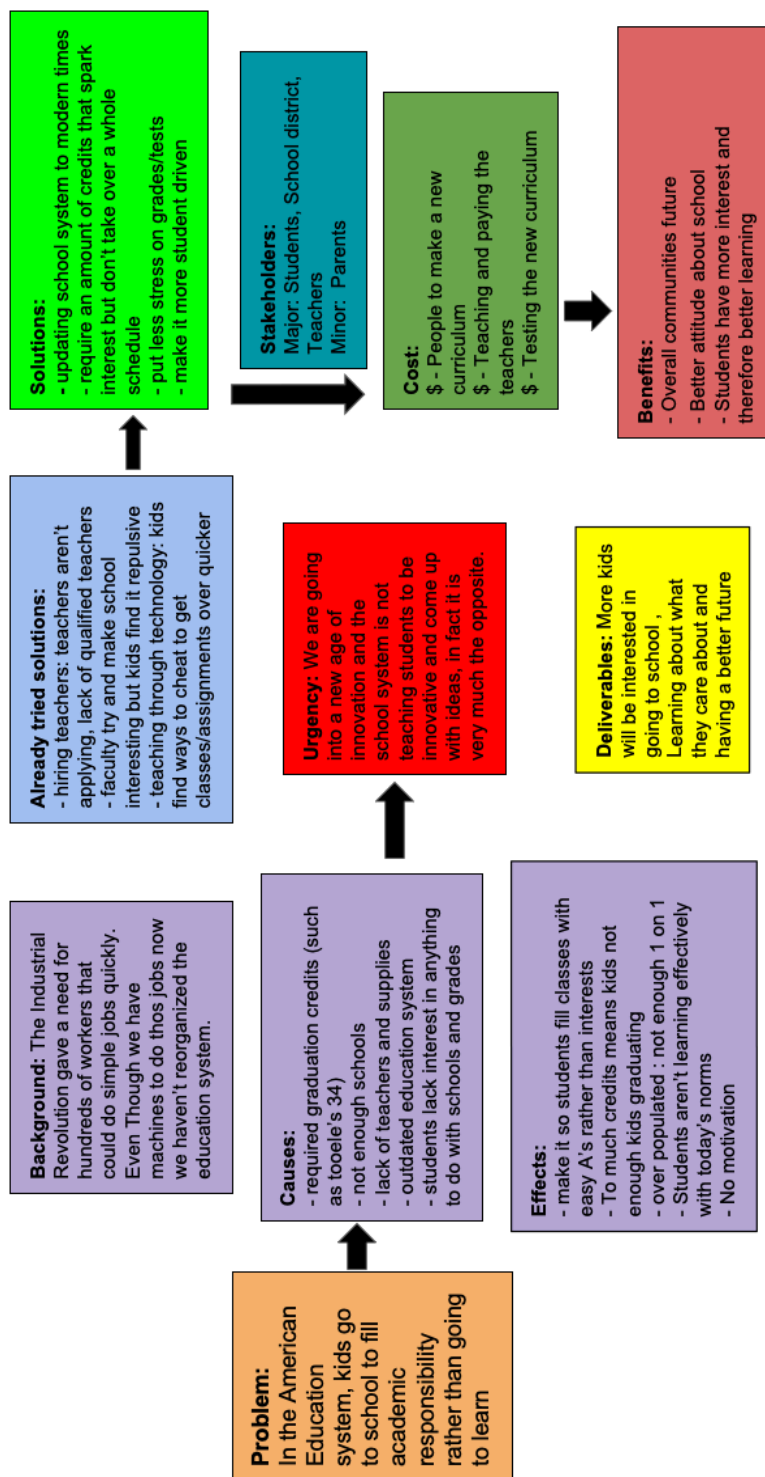 Problem:
In the American
Education
system, kids go
to school to fill
academic
responsibility
rather than going
to learn
Background: The Industrial
Revolution gave a need for
hundreds of workers that
could do simple jobs quickly.
Even Though we have
machines to do thos jobs now
we haven't reorganized the
education system.
Causes:
- required graduation credits (such
as tooele's 34)
- not enough schools
- lack of teachers and supplies
- outdated education system
- students lack interest in anything
to do with schools and grades
Effects:
- make it so students fill classes with
easy A's rather than interests
- To much credits means kids not
enough kids graduating
- over populated : not enough 1 on 1
- Students aren't learning effectively
with today's norms
- No motivation
Already tried solutions:
- hiring teachers: teachers aren't
applying, lack of qualified teachers
- faculty try and make school
interesting but kids find it repulsive
- teaching through technology: kids
find ways to cheat to get
classes/assignments over quicker
Urgency: We are going
into a new age of
innovation and the
school system is not
teaching students to be
innovative and come up
with ideas, in fact it is
very much the opposite.
Deliverables: More kids
will be interested in
going to school ,
Learning about what
they care about and
having a better future
Solutions:
- updating school system to modern times
- require an amount of credits that spark
interest but don't take over a whole
schedule
- put less stress on grades/tests
- make it more student driven
Stakeholders:
Major: Students, School district,
Teachers
Minor: Parents
Cost:
$ - People to make a new
curriculum
$ - Teaching and paying the
teachers
$ - Testing the new curriculum
Benefits:
- Overall communities future
- Better attitude about school
- Students have more interest and
therefore better learning